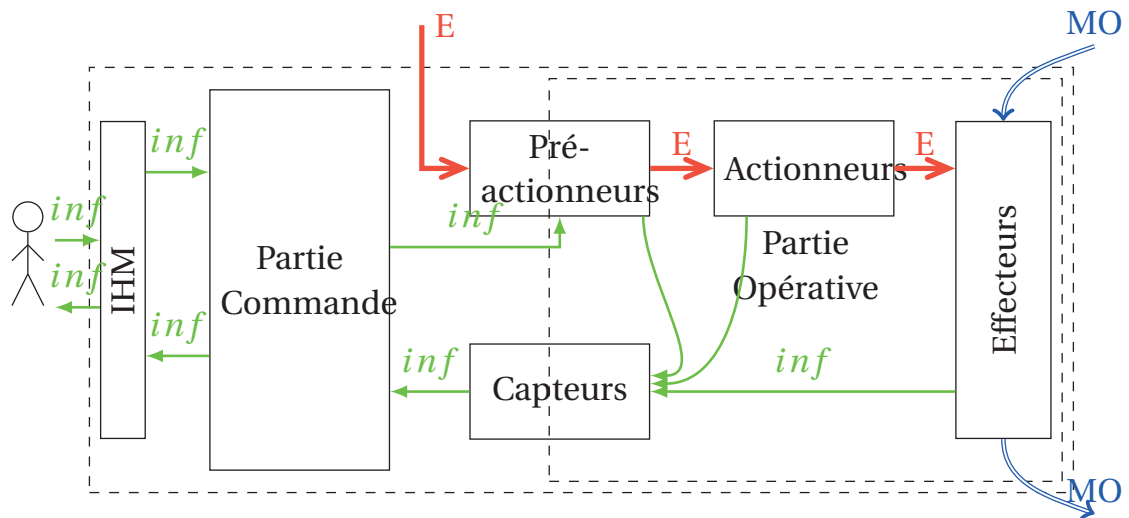 E
MO
inf
Pré-
actionneurs
E
Actionneurs
E
inf
inf
IHM
inf
inf
Partie
Commande
inf
Partie
Opérative
Effecteurs
inf
Capteurs
inf
MO